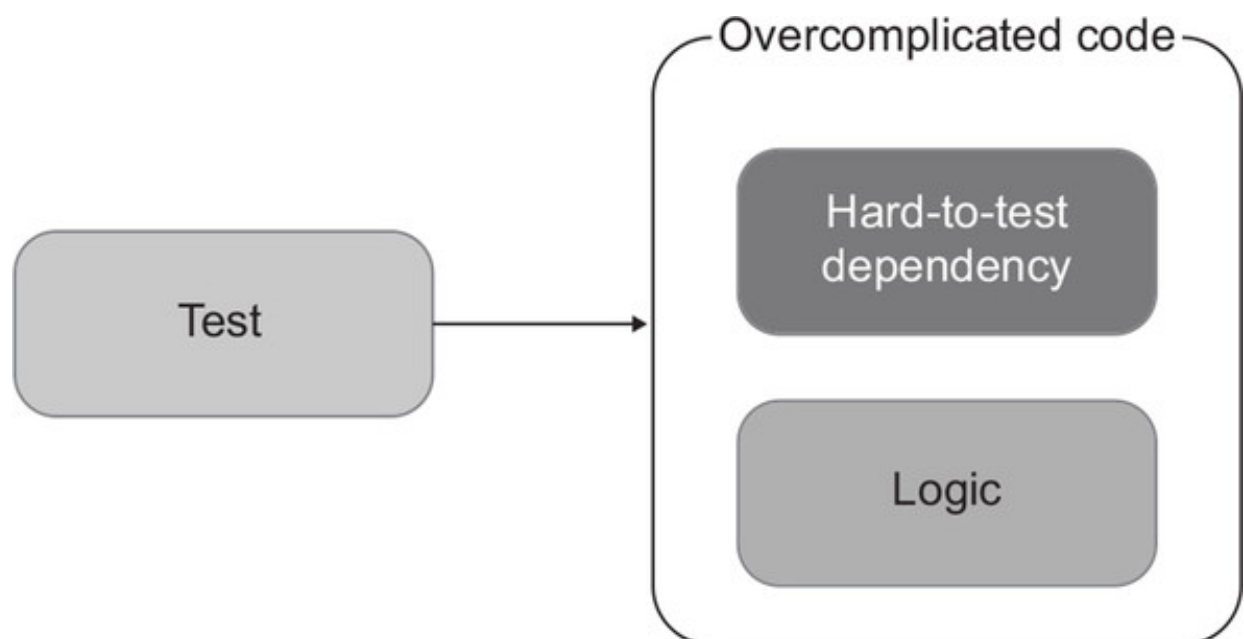 Overcomplicated code
Hard-to-test
dependency
Test
Logic